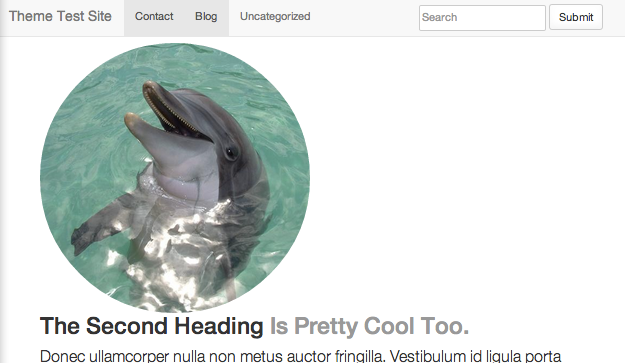 Theme Test Site Contact Blog Uncategorized Search Submit
The Second Heading Is Pretty Cool Too.
Donec ullamcorper nulla non metus auctor fringilla. Vestibulum id ligula porta